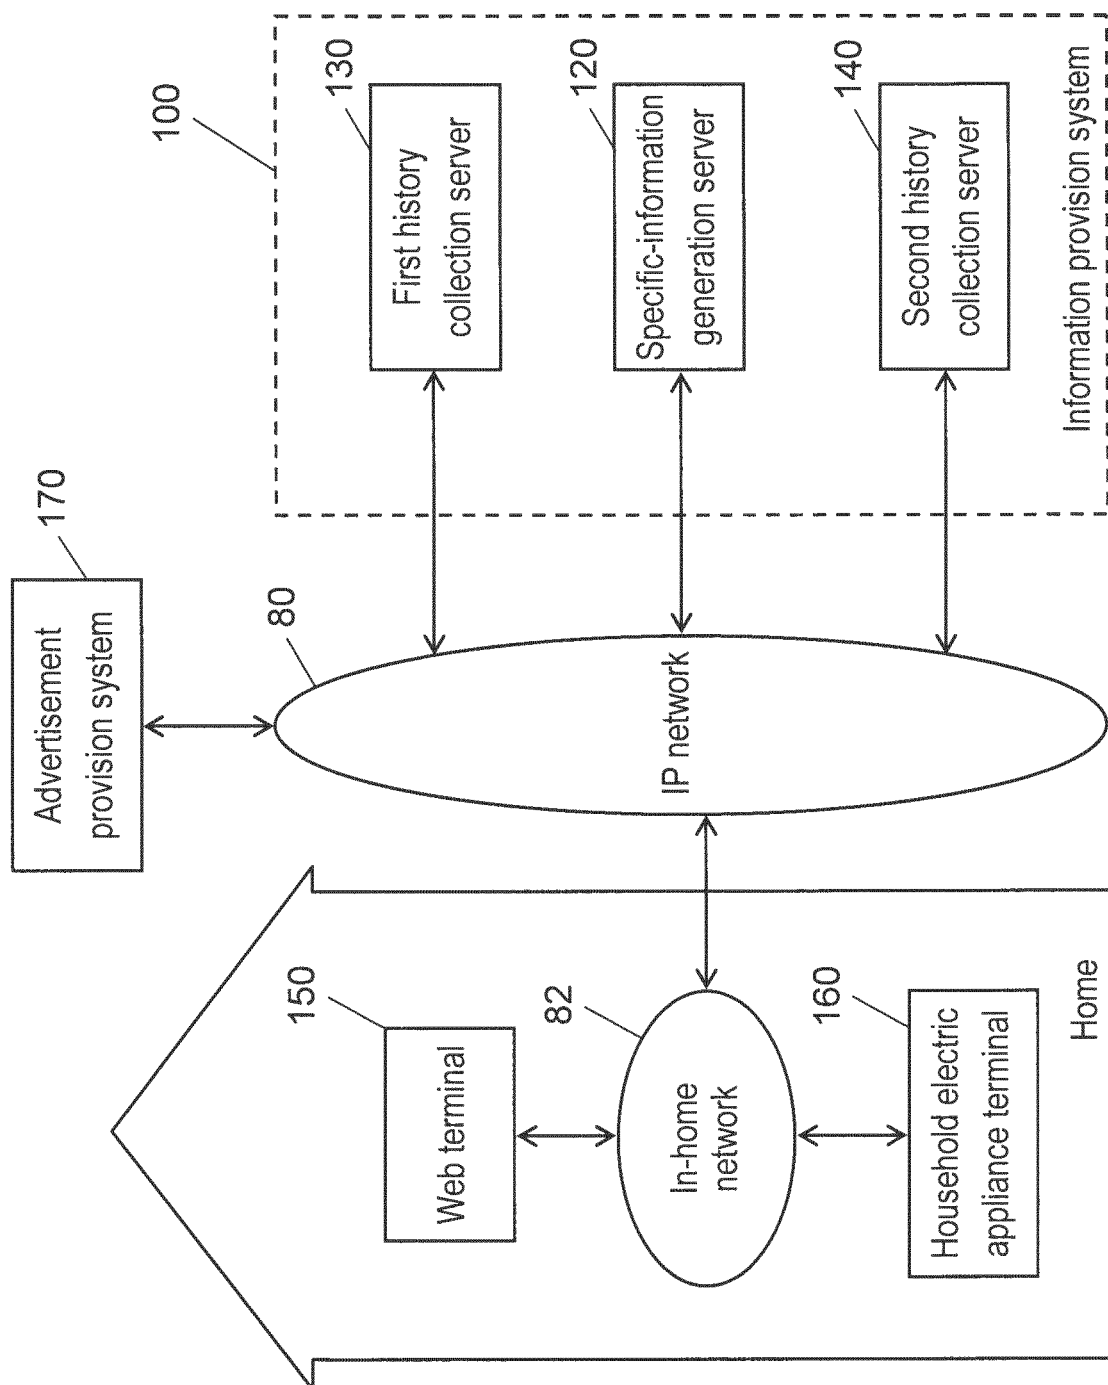 170
Advertisement
provision system
150
Web terminal
82
In-home
network
160
Household electric
appliance terminal
Home
80
IP network
100
130
First history
collection server
120
Specific-information
generation server
140
Second history
collection server
Information provision system